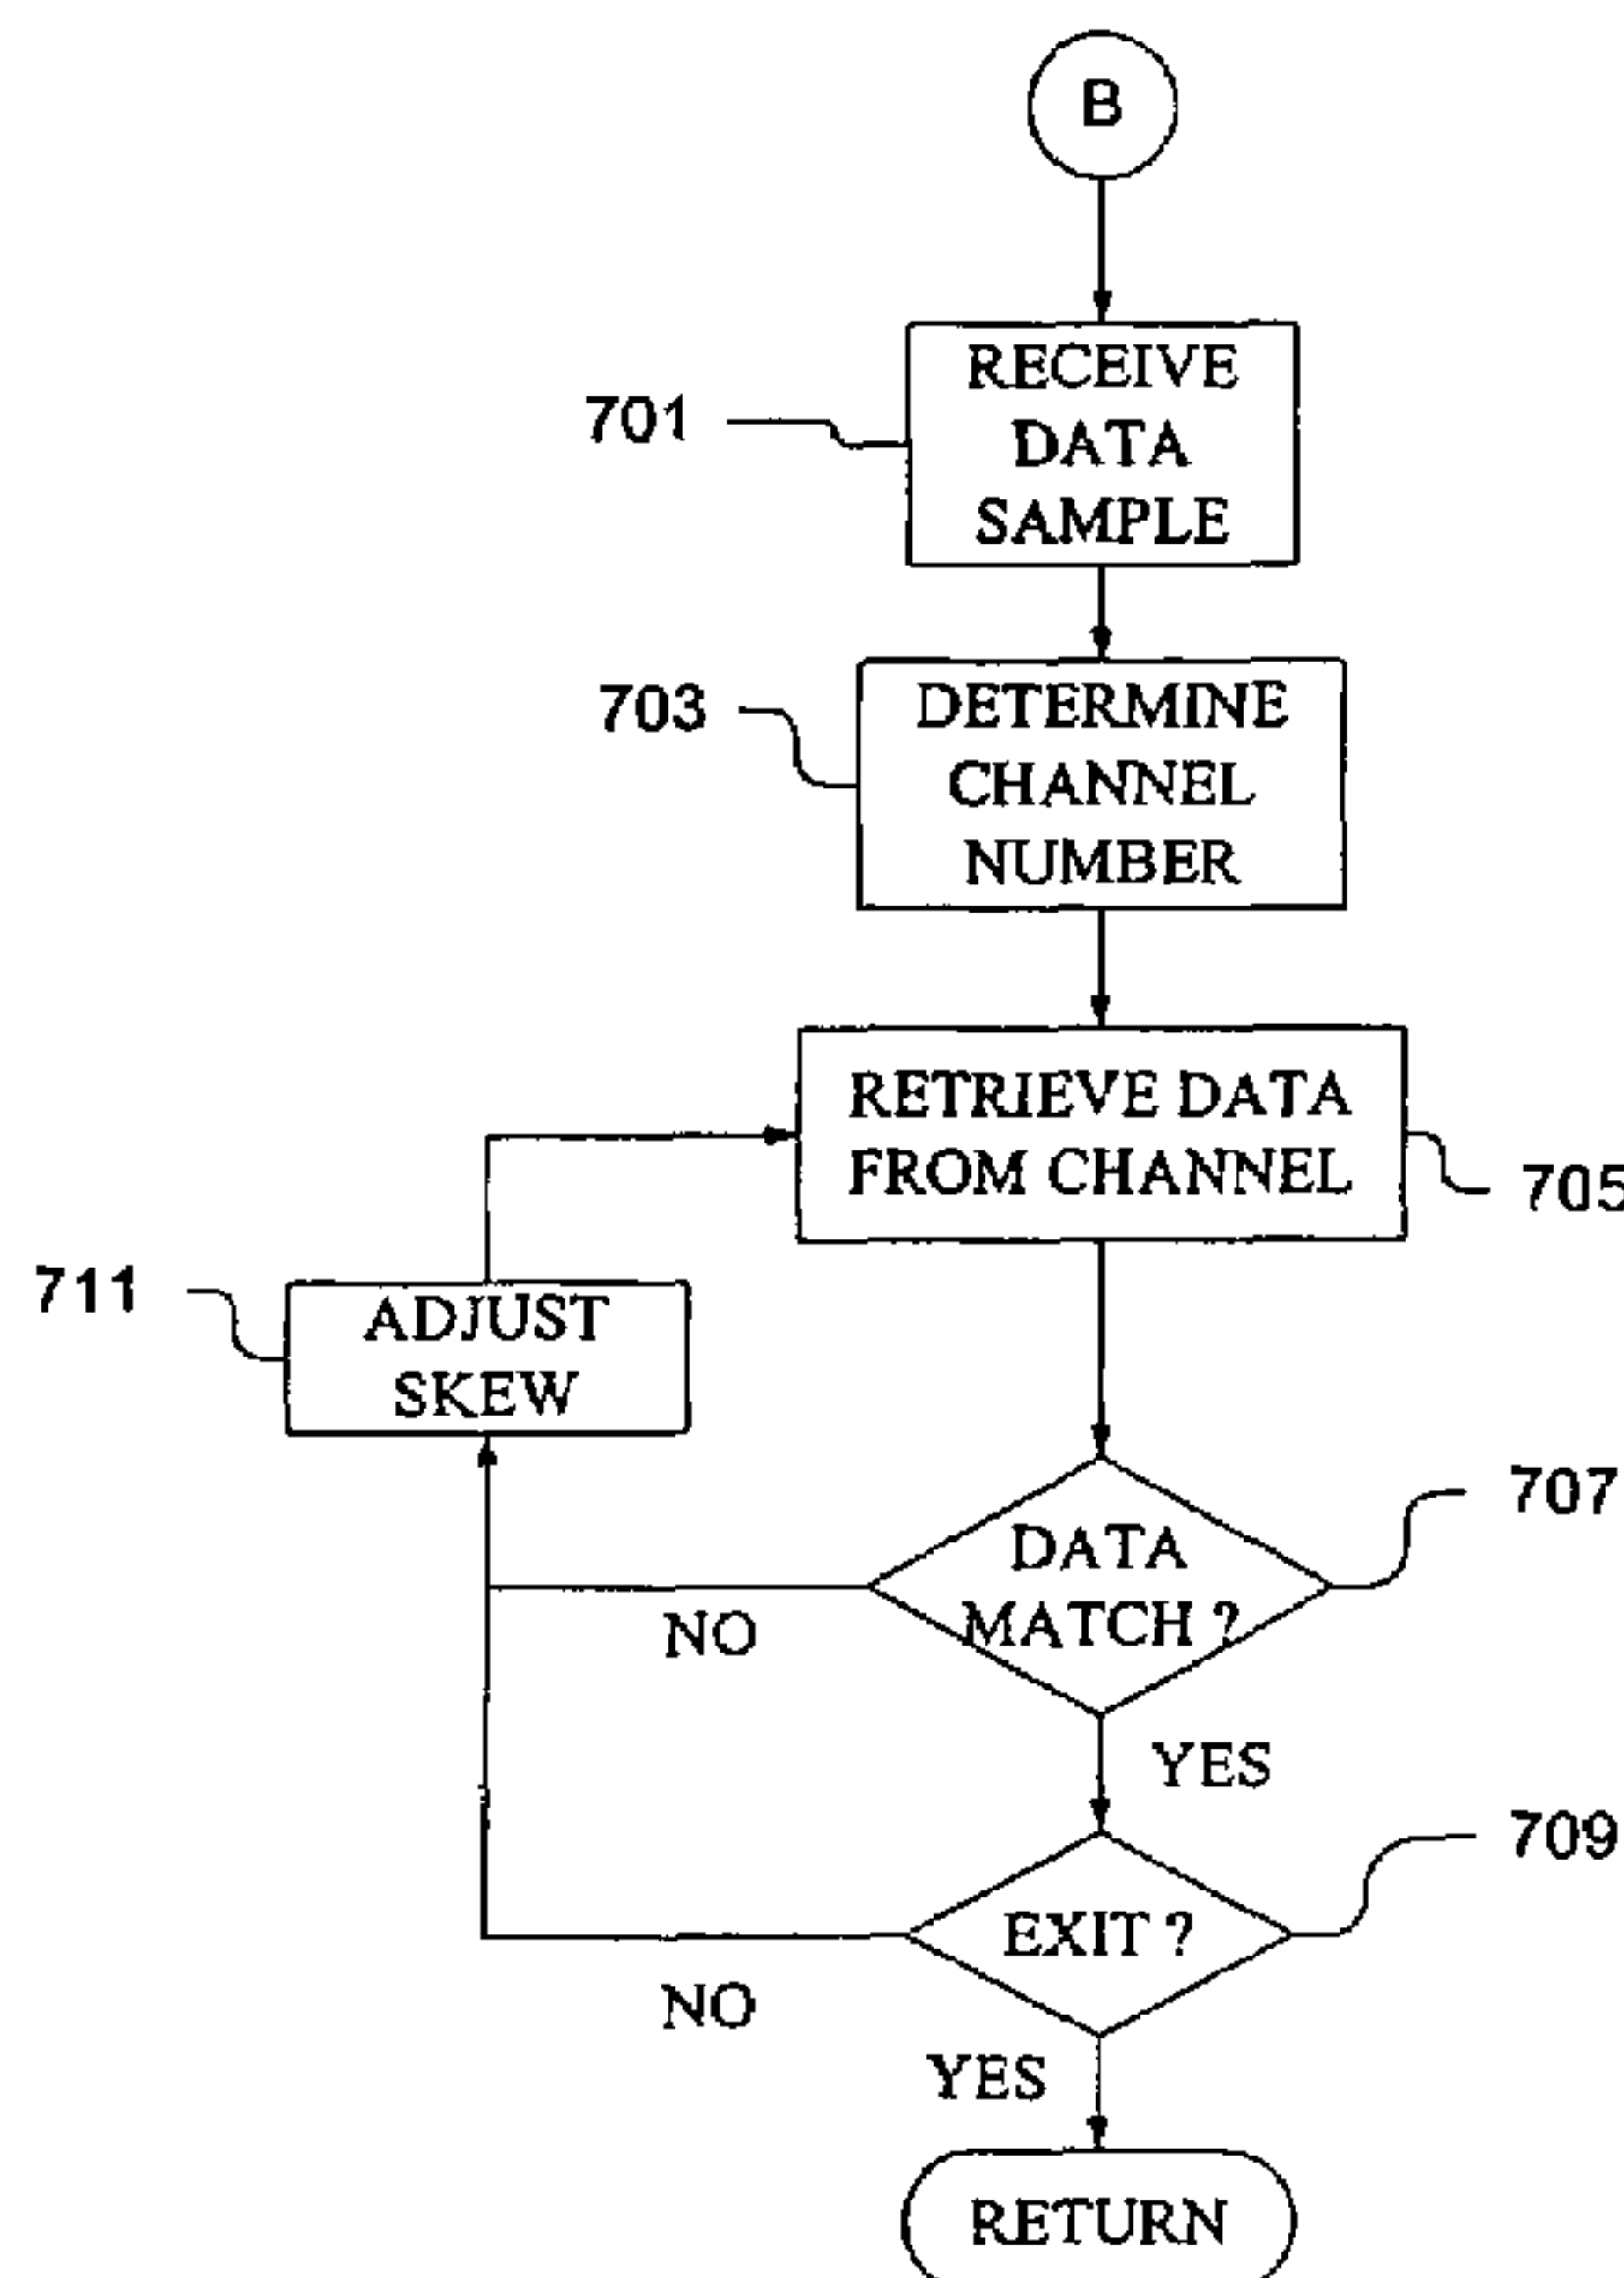 B
RECEIVE
DATA
SAMPLE
701
DETERMINE
CHANNEL
NUMBER
703
RETRIEVE DATA
FROM CHANNEL
705
711
ADJUST
SKEW
707
DATA
MATCH ?
NO
YES
709
EXIT ?
NO
YES
RETURN